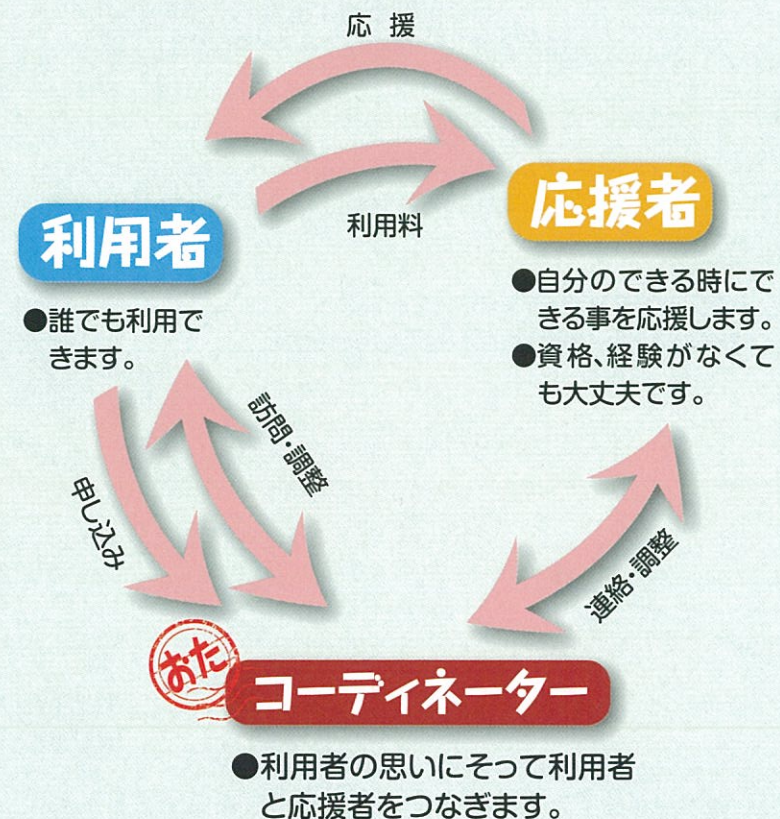 応 援
利用料
利用者
●誰でも利用で
きます。
応援者
●自分のできる時にで
きる事を応援します。
●資格、経験がなくて
も大丈夫です。
申し込み
訪問・調整
連絡・調整
おた
コーディネーター
●利用者の思いにそって利用者
と応援者をつなぎます。